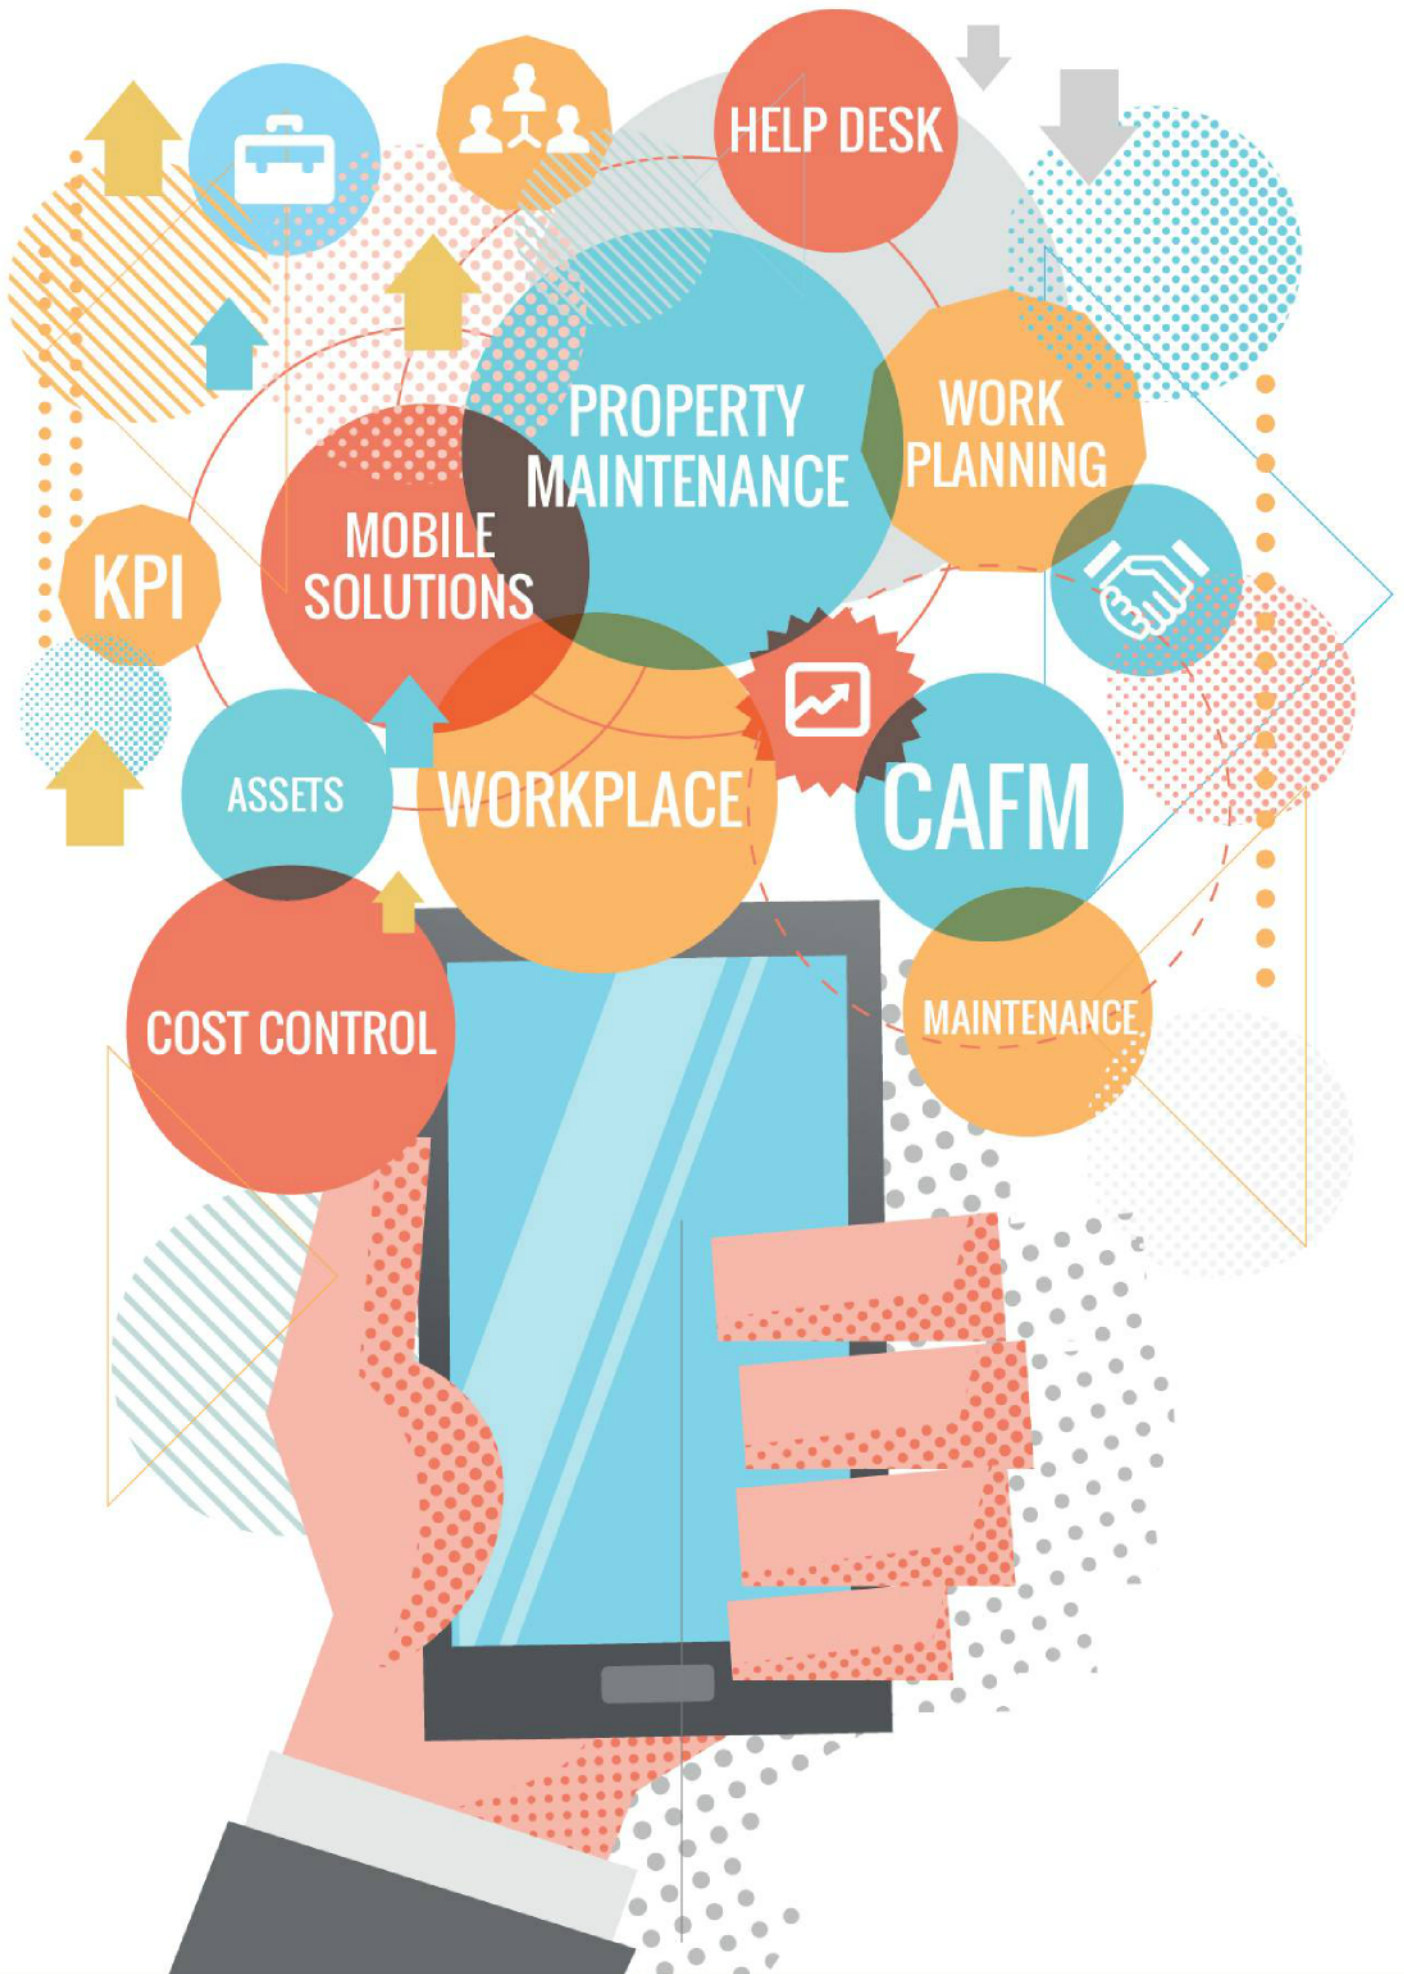 HELP DESK
PROPERTY
MAINTENANCE
WORK
PLANNING
MOBILE
SOLUTIONS
KPI
ASSETS
WORKPLACE
CAFM
COST CONTROL
MAINTENANCE